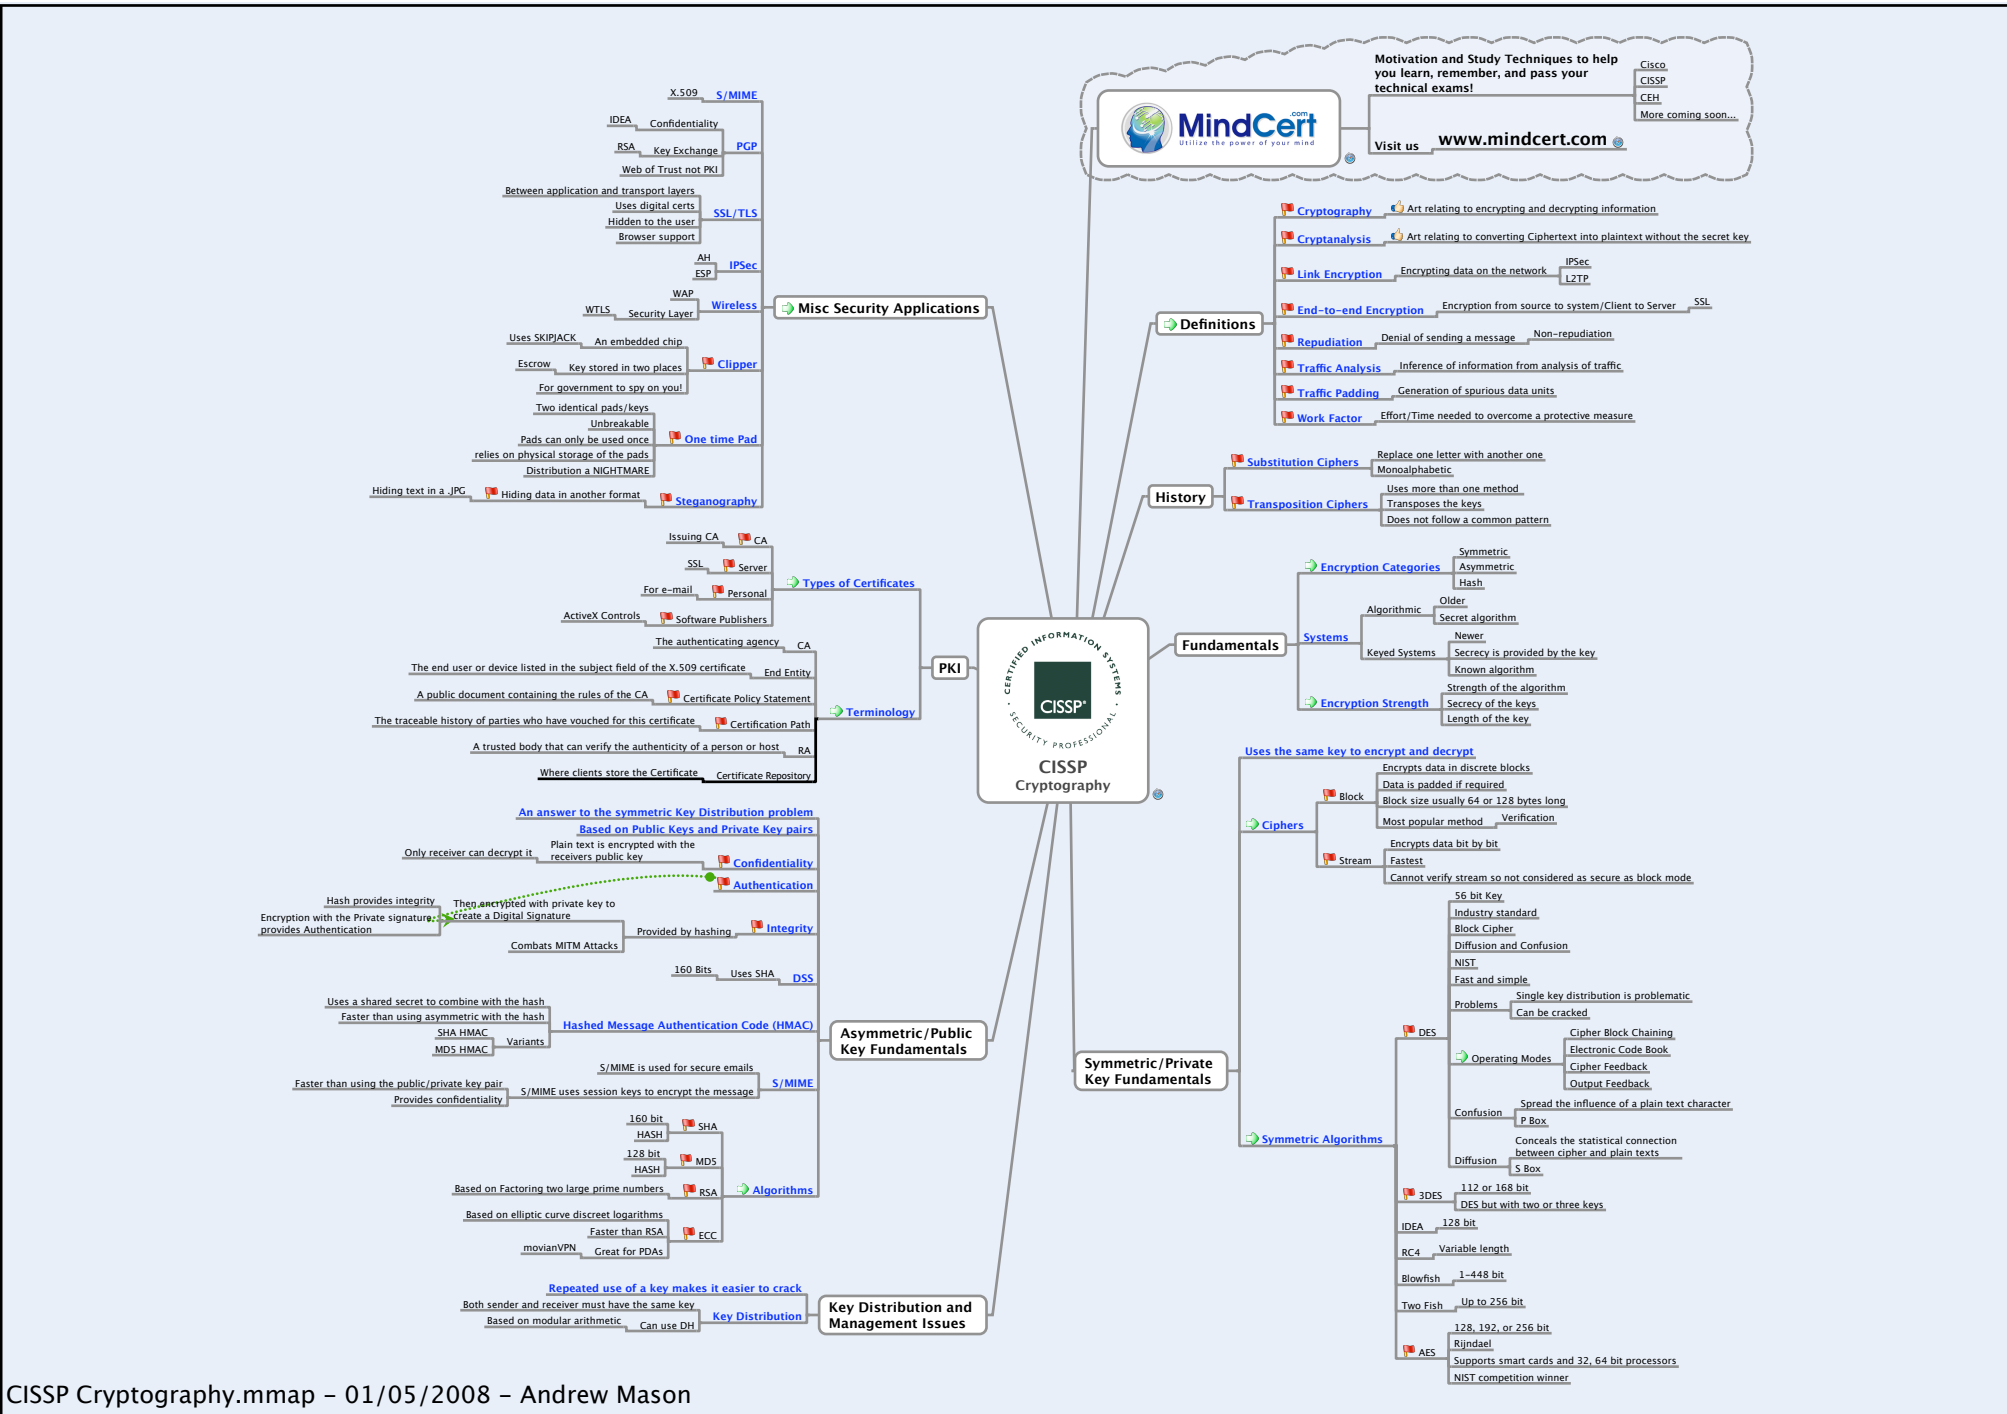 Motivation and Study Techniques to help
you learn, remember, and pass your
technical exams!
Cisco
CISSP
CEH
More coming soon...
MindCert
.com
Utilize the power of your mind
Visit us
www.mindcert.com
Definitions
Cryptography
Art relating to encrypting and decrypting information
Cryptanalysis
Art relating to converting Ciphertext into plaintext without the secret key
Link Encryption
Encrypting data on the network
IPSec
L2TP
End-to-end Encryption
Encryption from source to system/Client to Server
SSL
Repudiation
Denial of sending a message
Non-repudiation
Traffic Analysis
Inference of information from analysis of traffic
Traffic Padding
Generation of spurious data units
Work Factor
Effort/Time needed to overcome a protective measure
History
Substitution Ciphers
Replace one letter with another one
Monoalphabetic
Transposition Ciphers
Uses more than one method
Transposes the keys
Does not follow a common pattern
Fundamentals
Encryption Categories
Symmetric
Asymmetric
Hash
Systems
Algorithmic
Older
Secret algorithm
Keyed Systems
Newer
Secrecy is provided by the key
Known algorithm
Encryption Strength
Strength of the algorithm
Secrecy of the keys
Length of the key
Symmetric/Private
Key Fundamentals
Uses the same key to encrypt and decrypt
Ciphers
Block
Encrypts data in discrete blocks
Data is padded if required
Block size usually 64 or 128 bytes long
Most popular method
Verification
Stream
Encrypts data bit by bit
Fastest
Cannot verify stream so not considered as secure as block mode
Symmetric Algorithms
DES
56 bit Key
Industry standard
Block Cipher
Diffusion and Confusion
NIST
Fast and simple
Problems
Single key distribution is problematic
Can be cracked
Operating Modes
Cipher Block Chaining
Electronic Code Book
Cipher Feedback
Output Feedback
Confusion
Spread the influence of a plain text character
P Box
Diffusion
Conceals the statistical connection
between cipher and plain texts
S Box
3DES
112 or 168 bit
DES but with two or three keys
IDEA
128 bit
RC4
Variable length
Blowfish
1-448 bit
Two Fish
Up to 256 bit
AES
128, 192, or 256 bit
Rijndael
Supports smart cards and 32, 64 bit processors
NIST competition winner
CERTIFIED INFORMATION SYSTEMS
SECURITY PROFESSIONAL
CISSP®
CISSP
Cryptography
Misc Security Applications
S/MIME
X.509
PGP
Confidentiality
IDEA
Key Exchange
RSA
Web of Trust not PKI
SSL/TLS
Between application and transport layers
Uses digital certs
Hidden to the user
Browser support
IPSec
AH
ESP
Wireless
WAP
Security Layer
WTLS
Clipper
An embedded chip
Uses SKIPJACK
Key stored in two places
Escrow
For government to spy on you!
One time Pad
Two identical pads/keys
Unbreakable
Pads can only be used once
relies on physical storage of the pads
Distribution a NIGHTMARE
Steganography
Hiding data in another format
Hiding text in a .JPG
PKI
Types of Certificates
CA
Issuing CA
Server
SSL
Personal
For e-mail
Software Publishers
ActiveX Controls
Terminology
CA
The authenticating agency
End Entity
The end user or device listed in the subject field of the X.509 certificate
Certificate Policy Statement
A public document containing the rules of the CA
Certification Path
The traceable history of parties who have vouched for this certificate
RA
A trusted body that can verify the authenticity of a person or host
Certificate Repository
Where clients store the Certificate
Asymmetric/Public
Key Fundamentals
An answer to the symmetric Key Distribution problem
Based on Public Keys and Private Key pairs
Confidentiality
Plain text is encrypted with the
receivers public key
Only receiver can decrypt it
Authentication
Integrity
Provided by hashing
Then encrypted with private key to
create a Digital Signature
Hash provides integrity
Encryption with the Private signature
provides Authentication
Combats MITM Attacks
DSS
Uses SHA
160 Bits
Hashed Message Authentication Code (HMAC)
Uses a shared secret to combine with the hash
Faster than using asymmetric with the hash
Variants
SHA HMAC
MD5 HMAC
S/MIME
S/MIME is used for secure emails
S/MIME uses session keys to encrypt the message
Faster than using the public/private key pair
Provides confidentiality
Algorithms
SHA
160 bit
HASH
MD5
128 bit
HASH
RSA
Based on Factoring two large prime numbers
ECC
Based on elliptic curve discreet logarithms
Faster than RSA
Great for PDAs
movianVPN
Key Distribution and
Management Issues
Repeated use of a key makes it easier to crack
Key Distribution
Both sender and receiver must have the same key
Can use DH
Based on modular arithmetic
CISSP Cryptography.mmap - 01/05/2008 - Andrew Mason